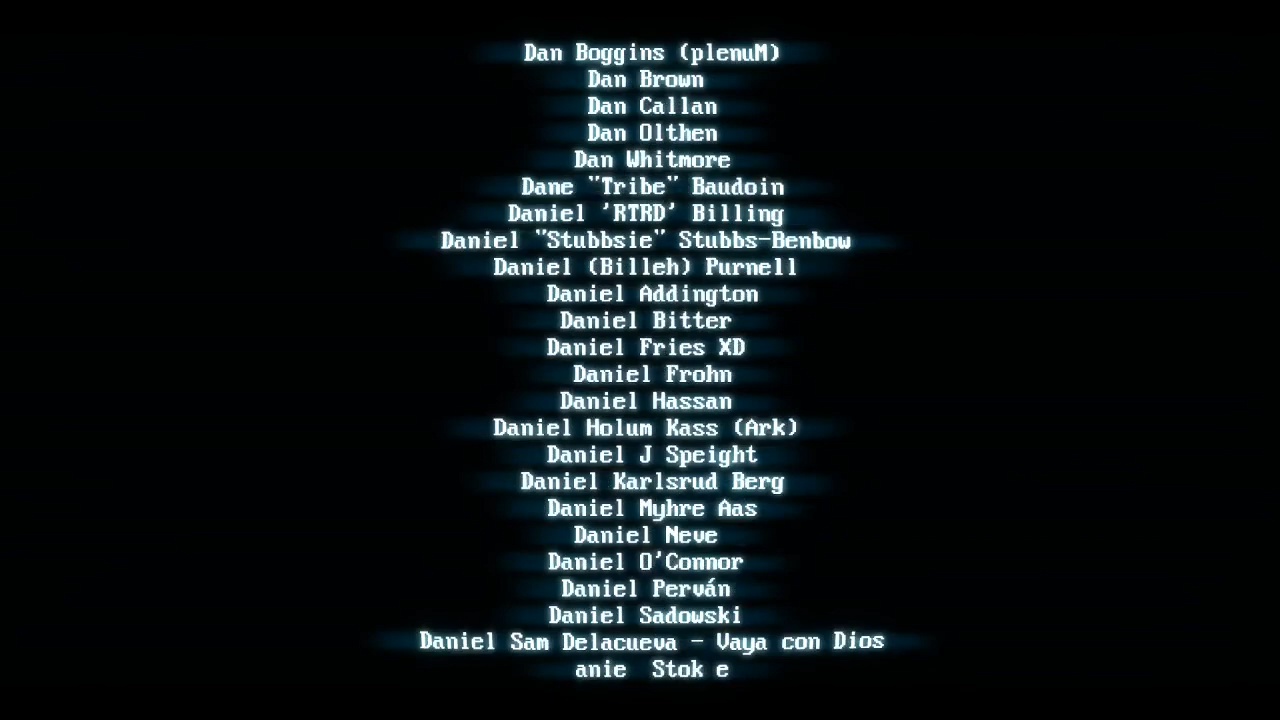 Dan Boggins (plenuM)
Dan Brown
Dan Callan
Dan Olthen
Dan Whitmore
Dane "Tribe" Baudoin
Daniel 'RTRD' Billing
Daniel "Stubbsie" Stubbs-Benbow
Daniel (Billeh) Purnell
Daniel Addington
Daniel Bitter
Daniel Fries XD
Daniel Frohn
Daniel Hassan
Daniel Holum Kass (Ark)
Daniel J Speight
Daniel Karlsrud Berg
Daniel Myhre Aas
Daniel Neve
Daniel O'Connor
Daniel Perván
Daniel Sadowski
Daniel Sam Delacueva - Vaya con Dios
anie Stok e